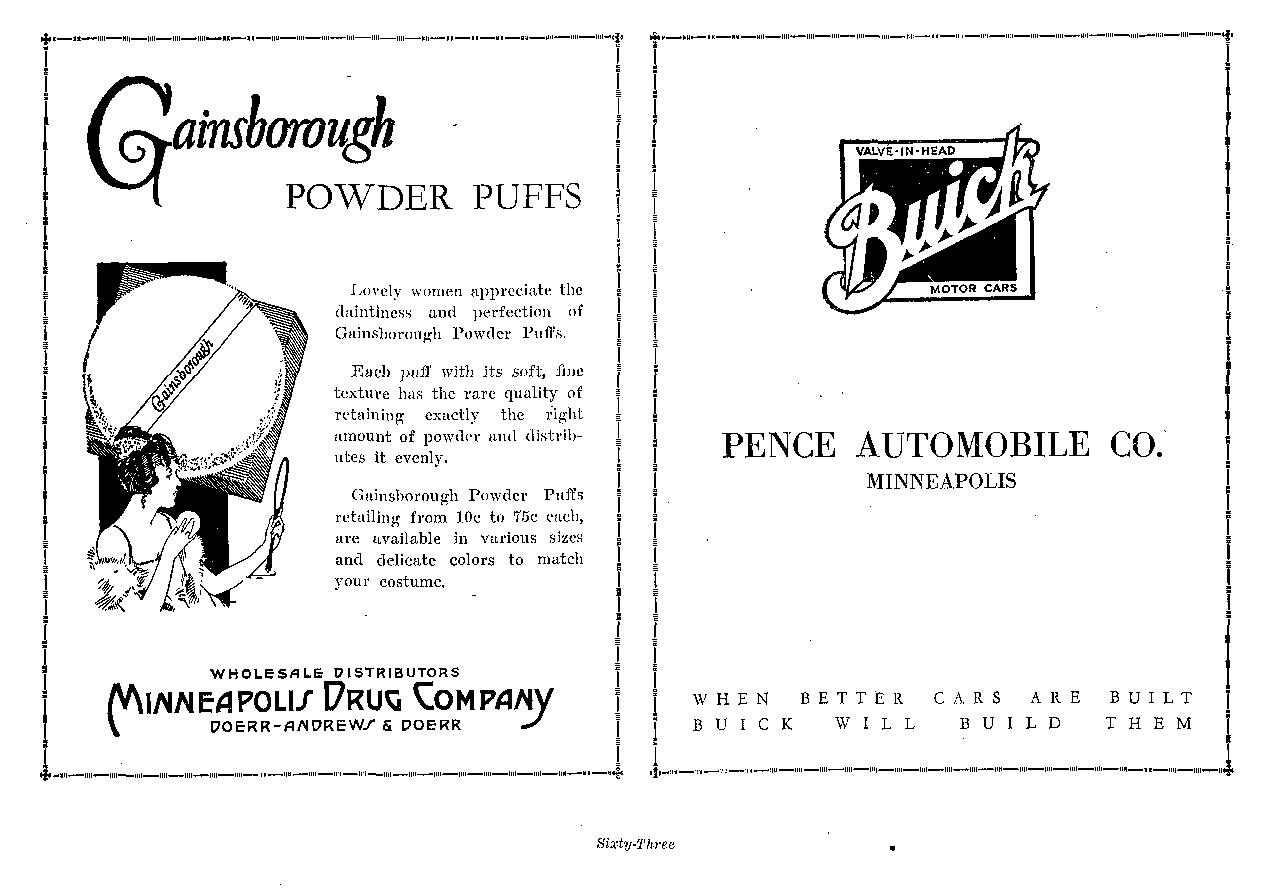 Gainsborough
POWDER PUFFS
Gainsborough
Lovely women appreciate the
daintiness and perfection of
Gainsborough Powder Puffs.
Each puff with its soft, fine
texture has the rare quality of
retaining exactly the right
amount of powder and distrib-
utes it evenly.
Gainsborough Powder Puffs
retailing from 10c to 75c each,
are available in various sizes
and delicate colors to match
your costume.
WHOLESALE DISTRIBUTORS
MINNEAPOLIS DRUG COMPANY
DOERR-ANDREWS & DOERR
VALVE-IN-HEAD
Buick
MOTOR CARS
PENCE AUTOMOBILE CO.
MINNEAPOLIS
WHEN BETTER CARS ARE BUILT
BUICK WILL BUILD THEM
Sixty-Three